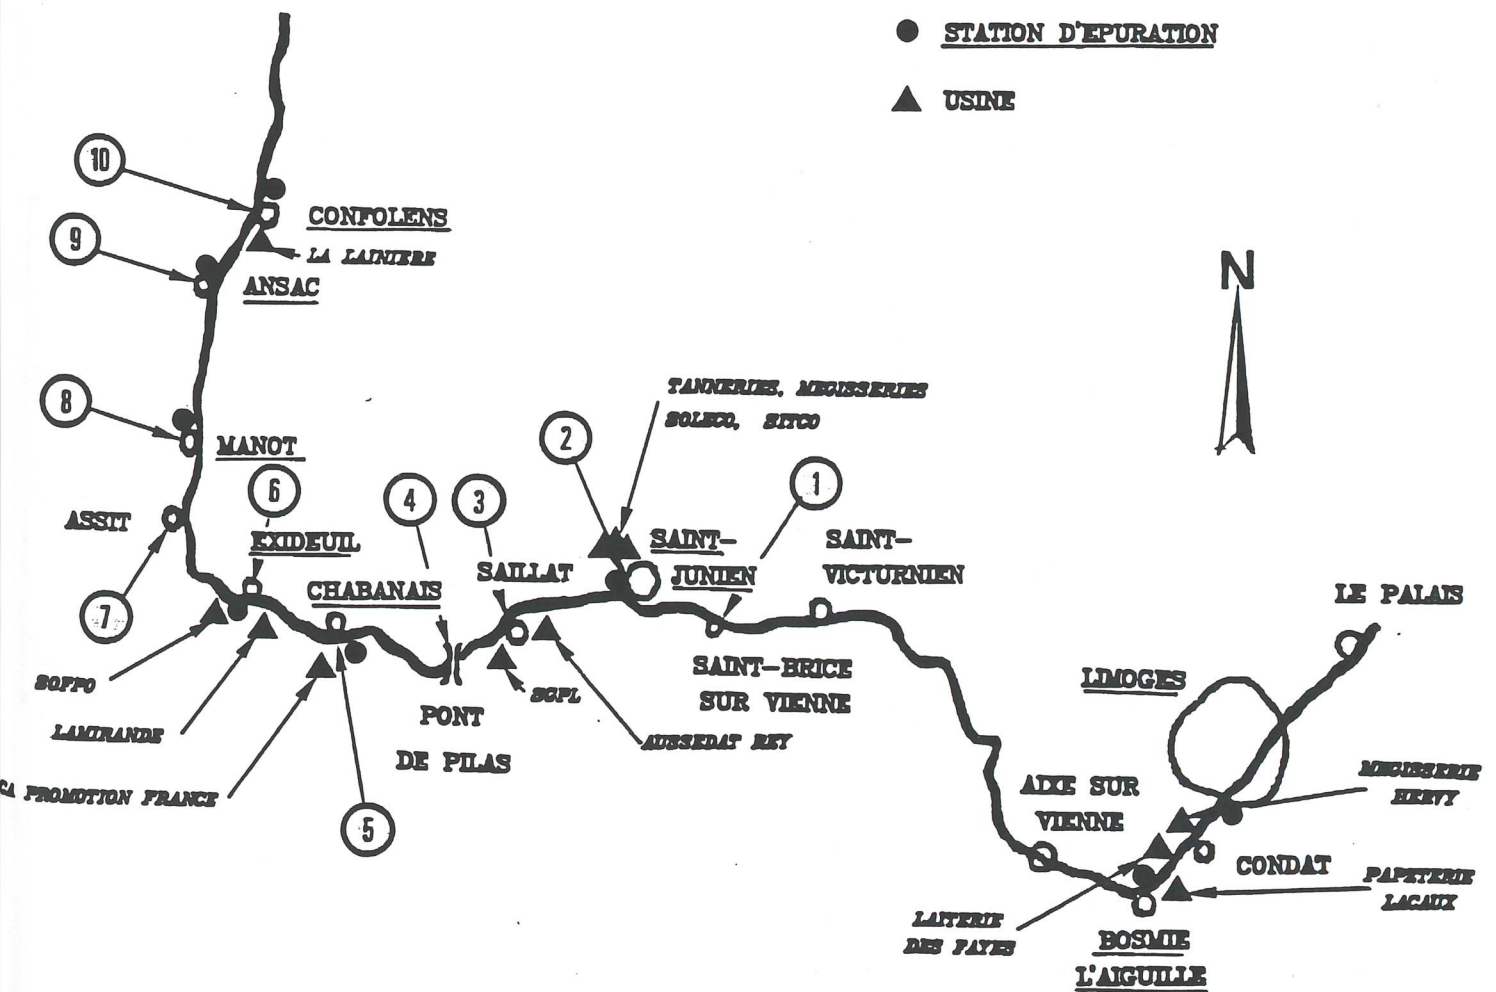 STATION D'EPURATION
USINE
10
CONFOLENS
LA LAINIERE
9
ANSAC
N
8
MANOT
TANNERIES, MEGISSERIES
SOLECO, SITCO
2
1
6
4
3
ASSIT
EXIDEUIL
SAINT-
JUNIEN
SAINT-
VICTURNIEN
SAILLAT
CHABANAIS
7
LE PALAIS
SOFPO
LAMIRANDE
SAINT-BRICE
SUR VIENNE
LIMOGES
SGPL
PONT
DE PILAS
AUSSEDAT REY
CA PROMOTION FRANCE
5
AIXE SUR
VIENNE
MEGISSERIE
HERVY
CONDAT
PAPETERIE
LACAUX
LAITERIE
DES FAYES
BOSMIE
L'AIGUILLE